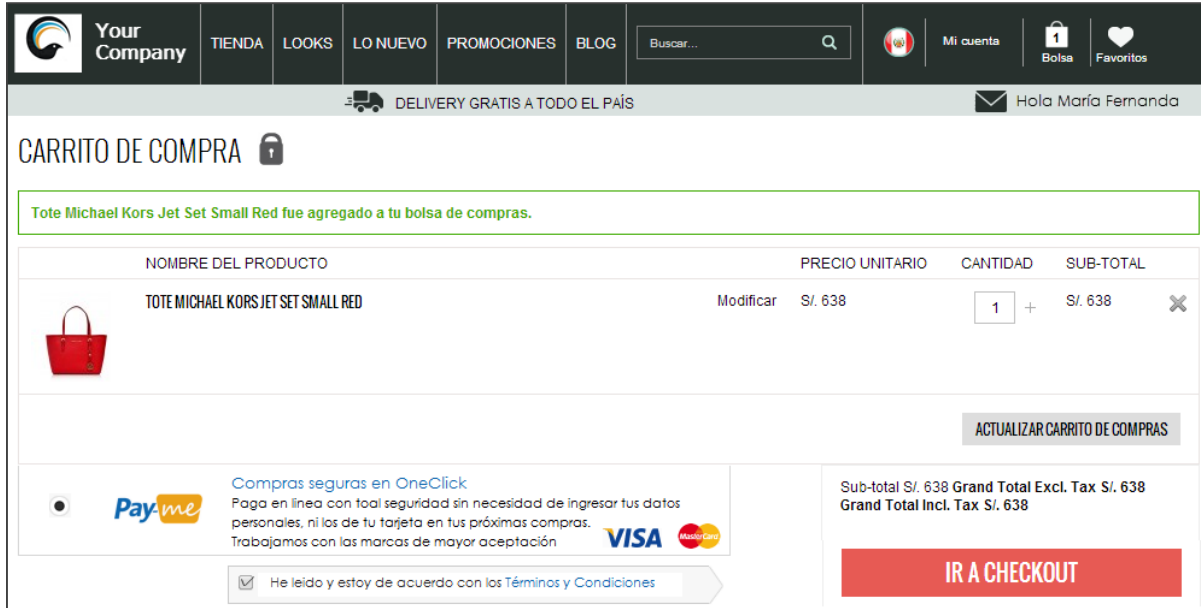 Your
Company
TIENDA
LOOKS
LO NUEVO
PROMOCIONES
BLOG
Buscar...
Mi cuenta
1
Bolsa
Favoritos
DELIVERY GRATIS A TODO EL PAÍS
Hola María Fernanda
CARRITO DE COMPRA
Tote Michael Kors Jet Set Small Red fue agregado a tu bolsa de compras.
NOMBRE DEL PRODUCTO PRECIO UNITARIO CANTIDAD SUB-TOTAL
TOTE MICHAEL KORS JET SET SMALL RED Modificar S/. 638 1 + S/. 638
ACTUALIZAR CARRITO DE COMPRAS
Pay-me
Compras seguras en OneClick
Paga en linea con toal seguridad sin necesidad de ingresar tus datos
personales, ni los de tu tarjeta en tus próximas compras.
Trabajamos con las marcas de mayor aceptación
VISA
MasterCard
He leido y estoy de acuerdo con los Términos y Condiciones
Sub-total S/. 638 Grand Total Excl. Tax S/. 638
Grand Total Incl. Tax S/. 638
IR A CHECKOUT